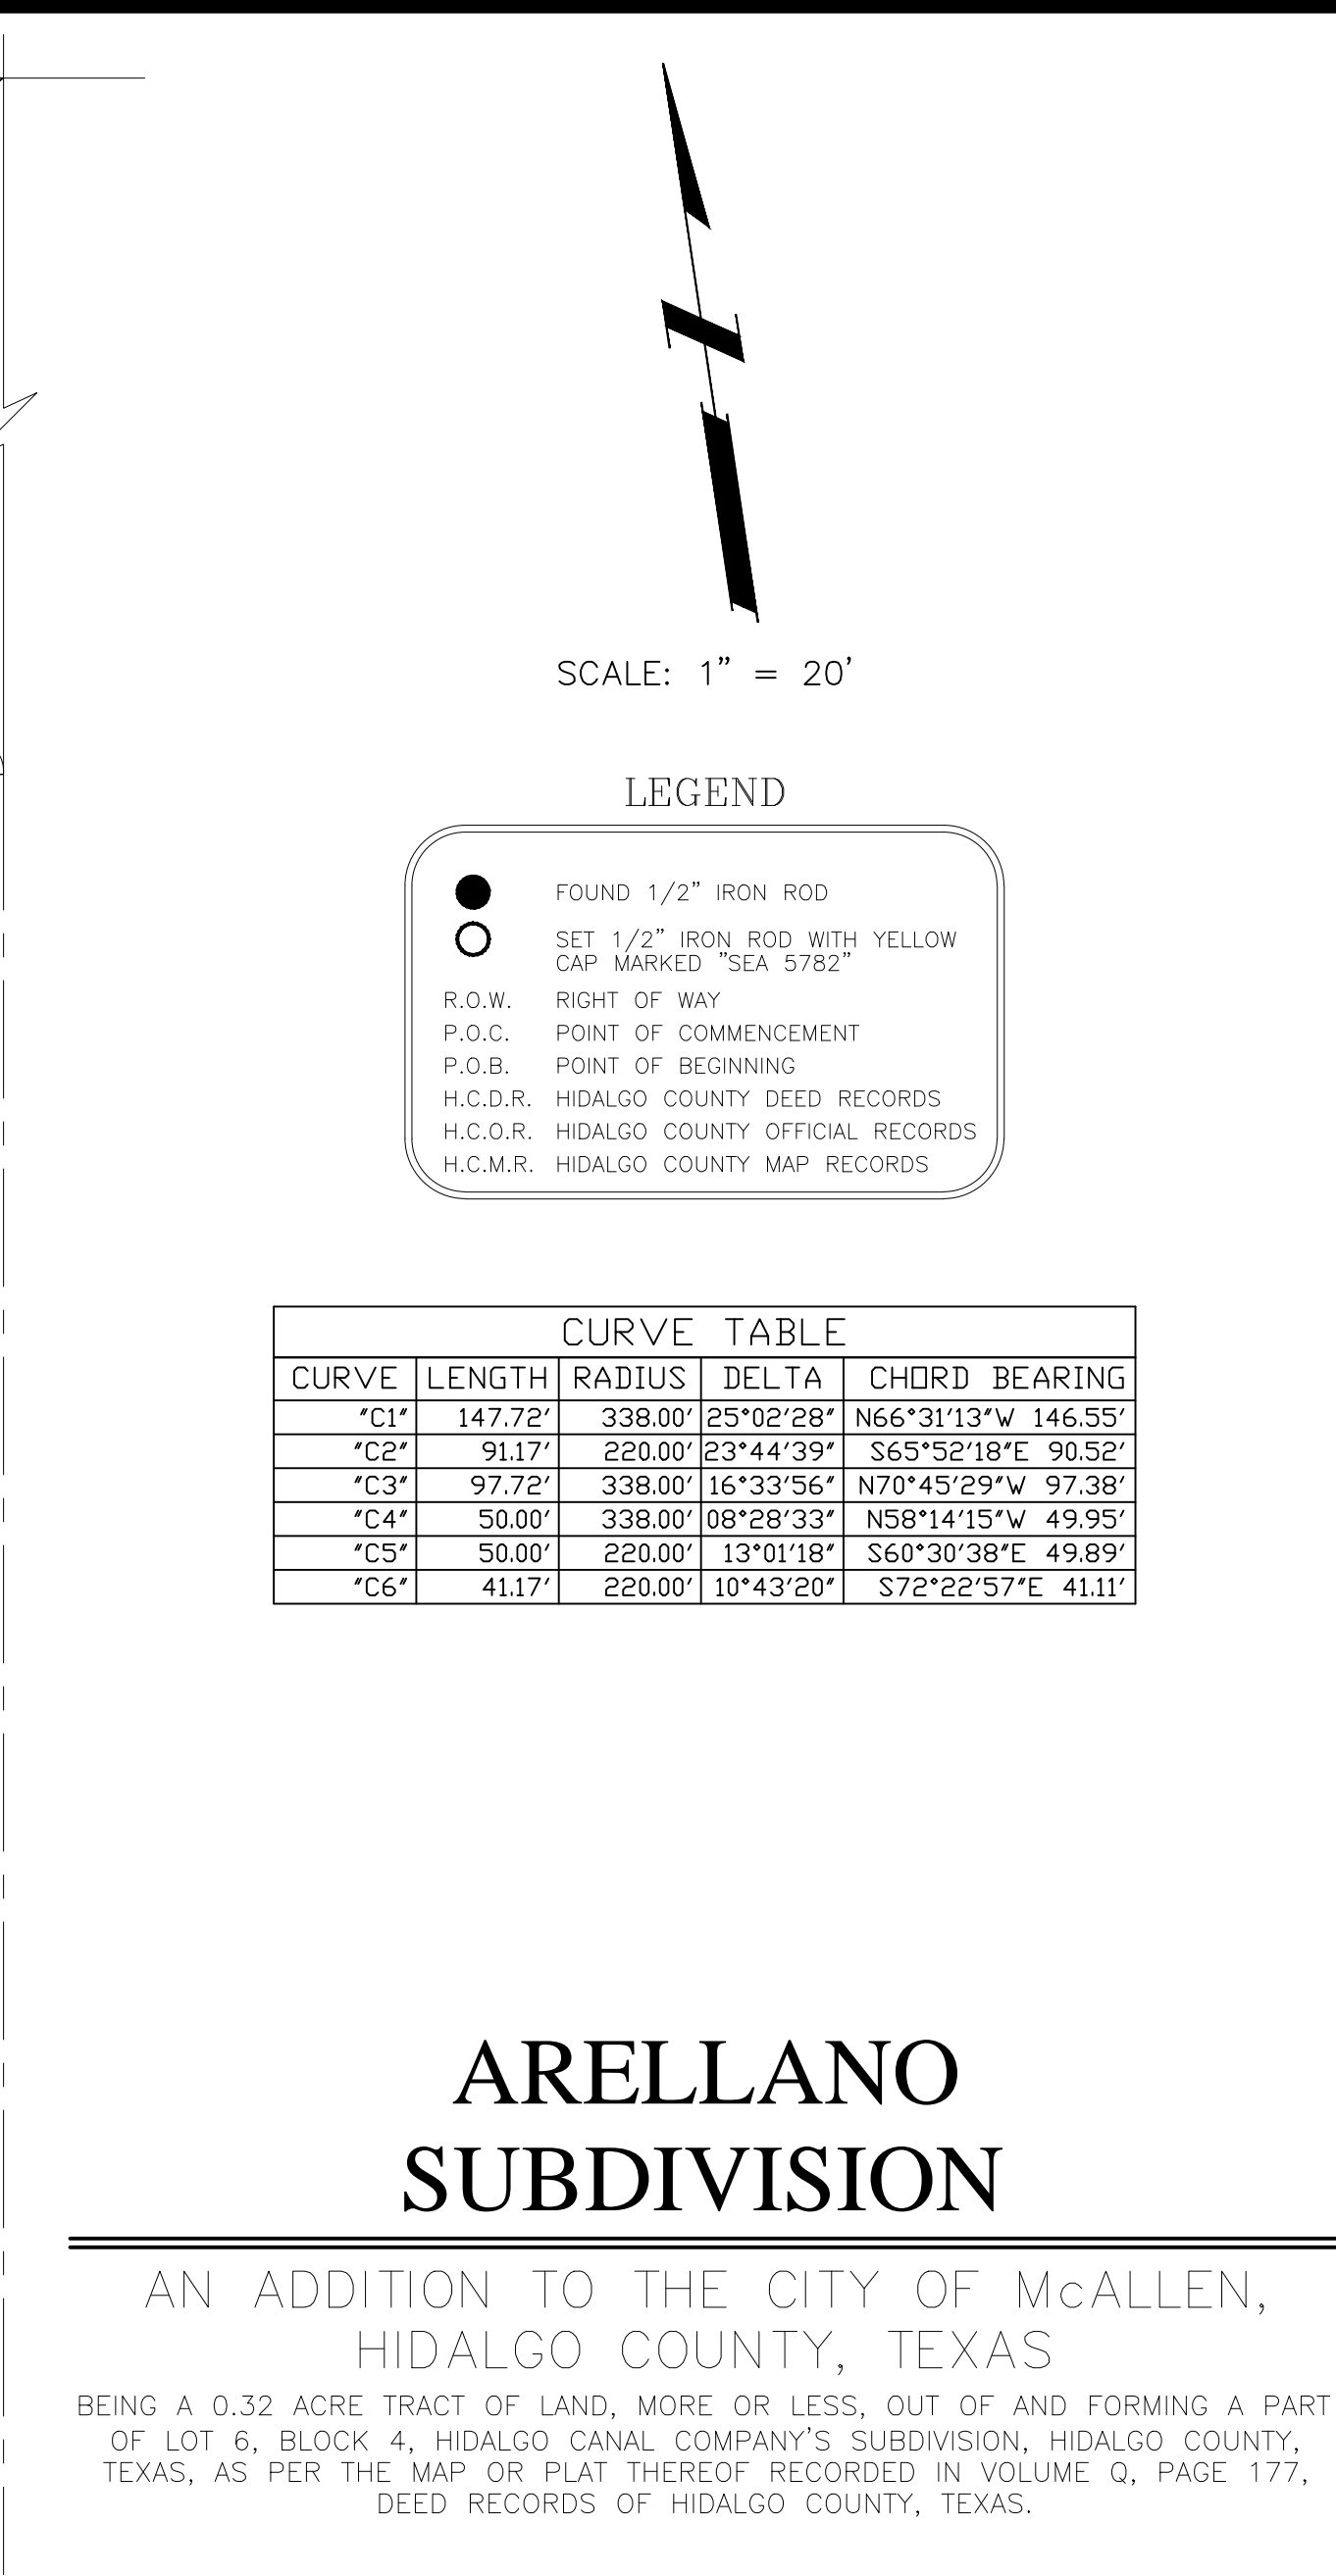 SCALE: 1" = 20'
LEGEND
FOUND 1/2" IRON ROD
SET 1/2" IRON ROD WITH YELLOW
CAP MARKED "SEA 5782"
R.O.W. RIGHT OF WAY
P.O.C. POINT OF COMMENCEMENT
P.O.B. POINT OF BEGINNING
H.C.D.R. HIDALGO COUNTY DEED RECORDS
H.C.O.R. HIDALGO COUNTY OFFICIAL RECORDS
H.C.M.R. HIDALGO COUNTY MAP RECORDS
CURVE TABLE
CURVE LENGTH RADIUS DELTA CHORD BEARING
"C1" 147.72' 338.00' 25°02'28" N66°31'13"W 146.55'
"C2" 91.17' 220.00' 23°44'39" S65°52'18"E 90.52'
"C3" 97.72' 338.00' 16°33'56" N70°45'29"W 97.38'
"C4" 50.00' 338.00' 08°28'33" N58°14'15"W 49.95'
"C5" 50.00' 220.00' 13°01'18" S60°30'38"E 49.89'
"C6" 41.17' 220.00' 10°43'20" S72°22'57"E 41.11'
ARELLANO
SUBDIVISION
AN ADDITION TO THE CITY OF McALLEN,
HIDALGO COUNTY, TEXAS
BEING A 0.32 ACRE TRACT OF LAND, MORE OR LESS, OUT OF AND FORMING A PART
OF LOT 6, BLOCK 4, HIDALGO CANAL COMPANY'S SUBDIVISION, HIDALGO COUNTY,
TEXAS, AS PER THE MAP OR PLAT THEREOF RECORDED IN VOLUME Q, PAGE 177,
DEED RECORDS OF HIDALGO COUNTY, TEXAS.